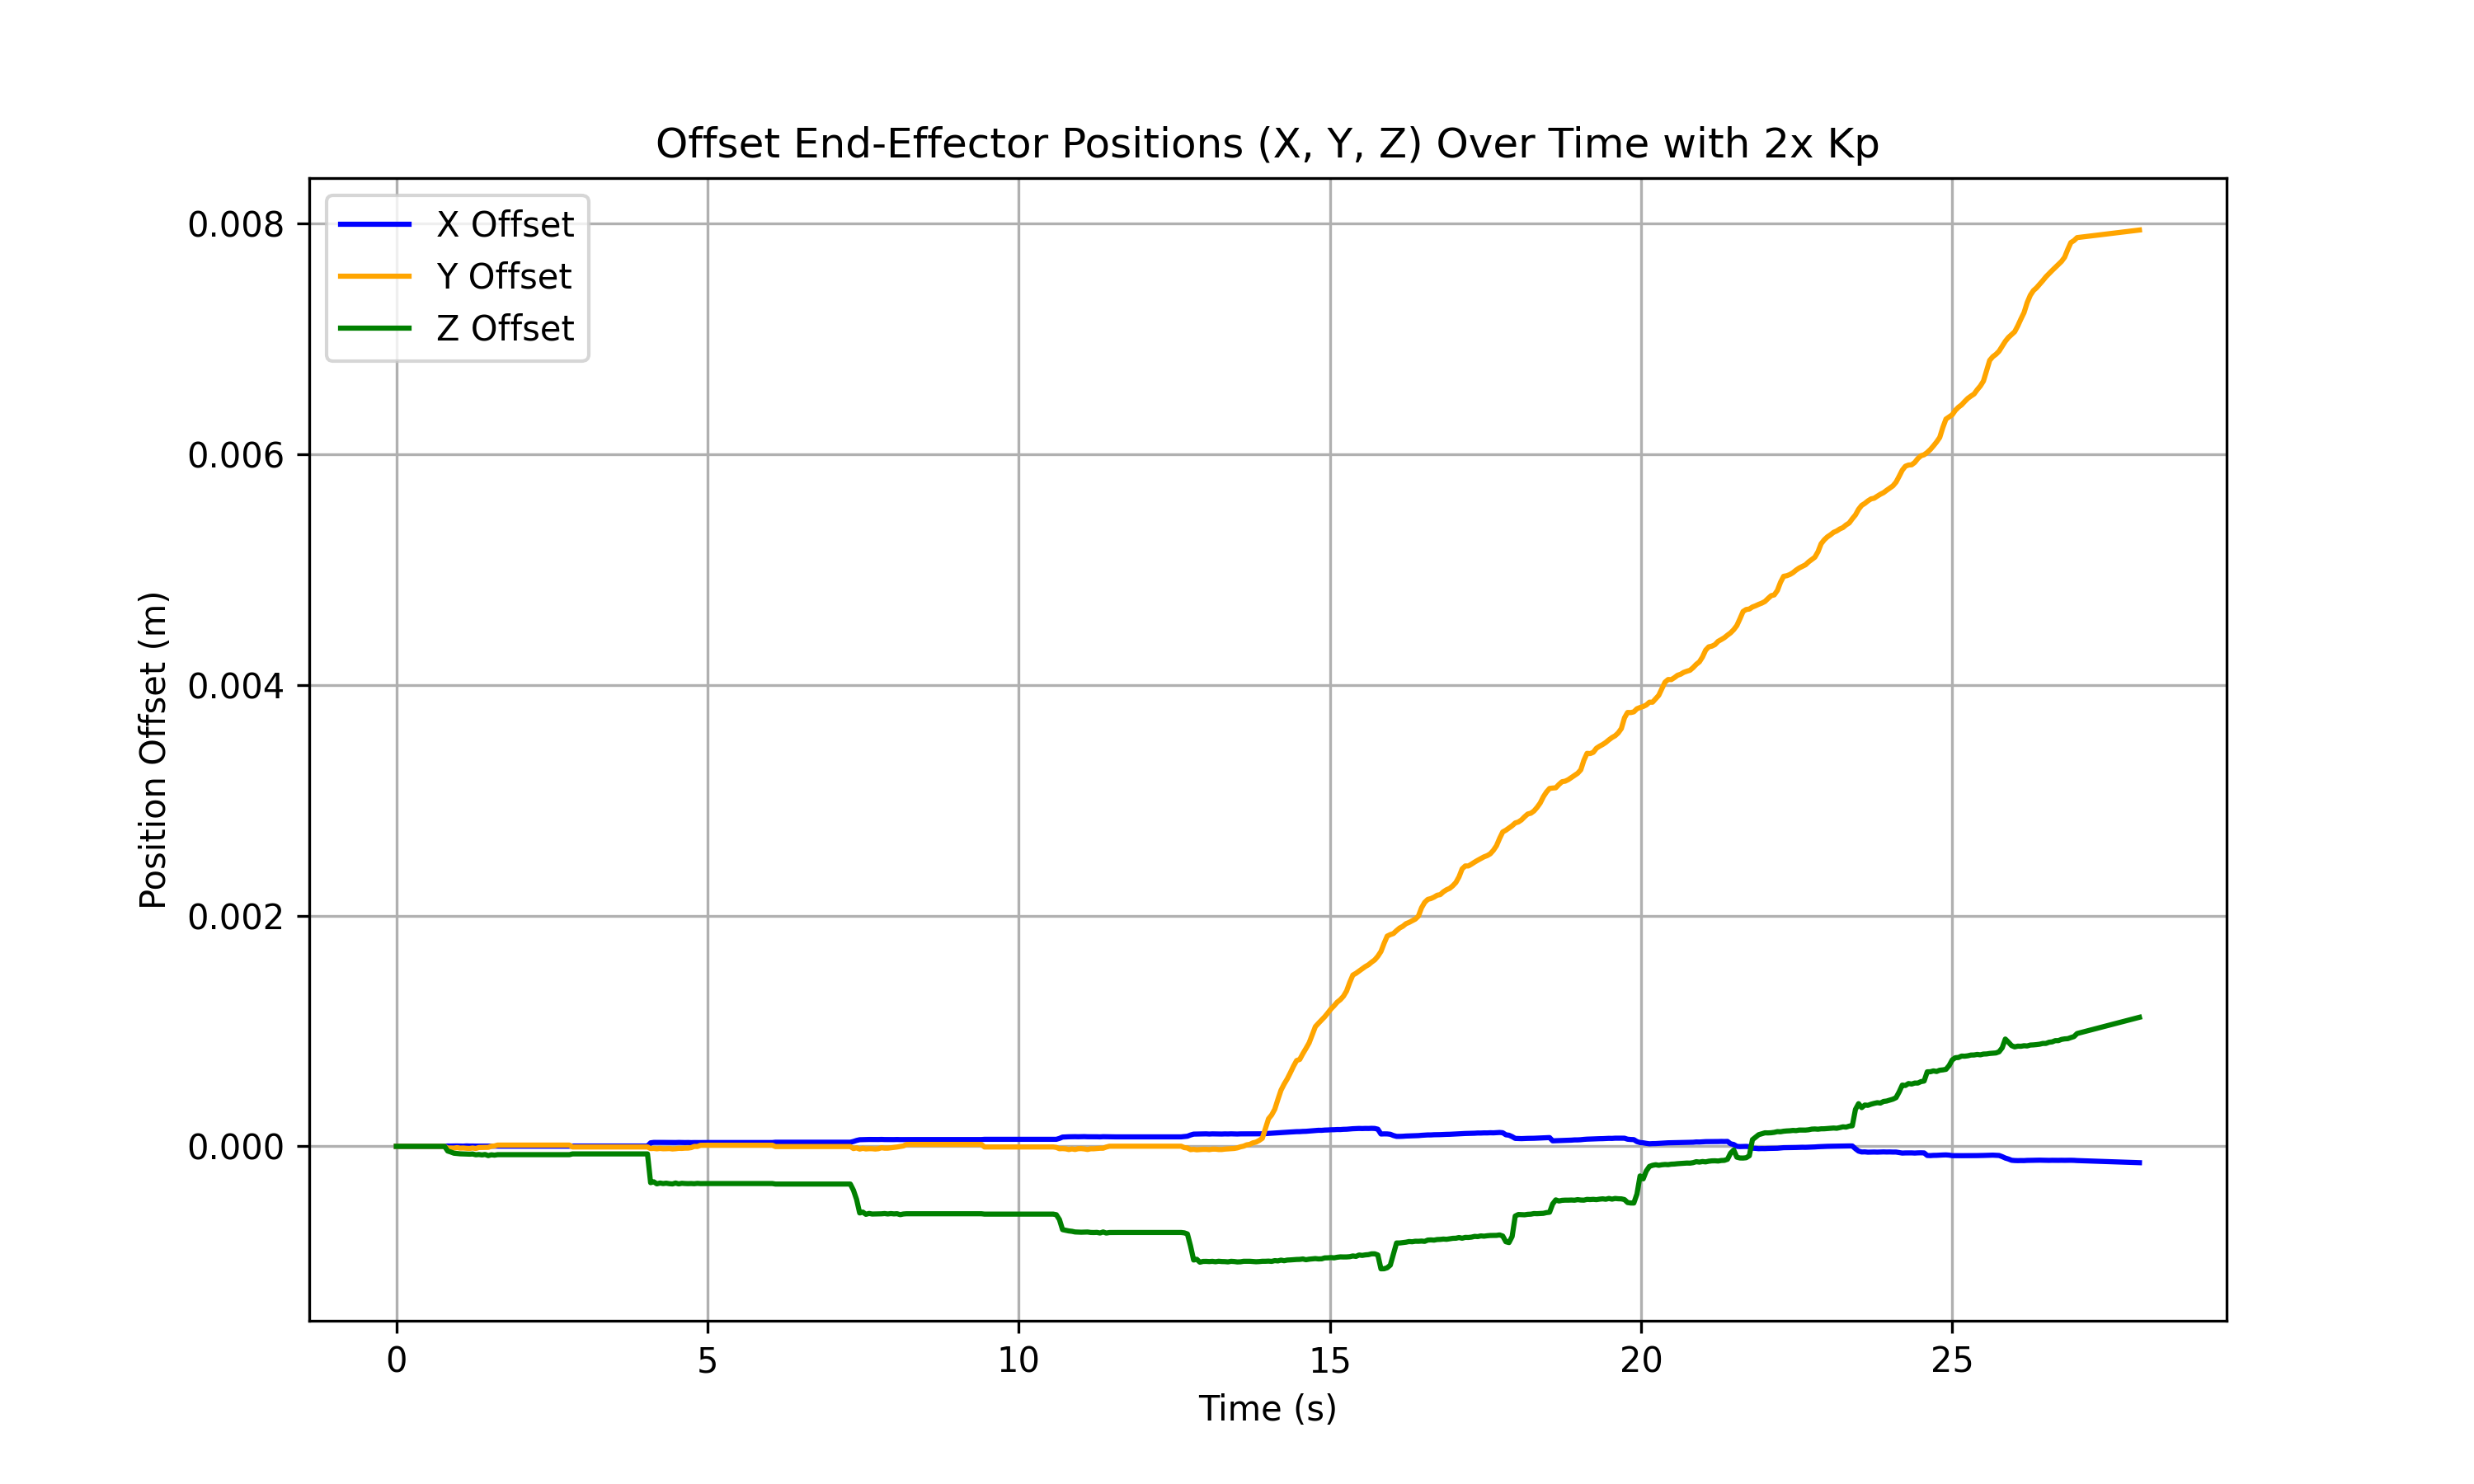 Offset End-Effector Positions (X, Y, Z) Over Time with 2x Kp
X Offset
Y Offset
Z Offset
Position Offset (m)
0.008
0.006
0.004
0.002
0.000
0 5 10 15 20 25
Time (s)